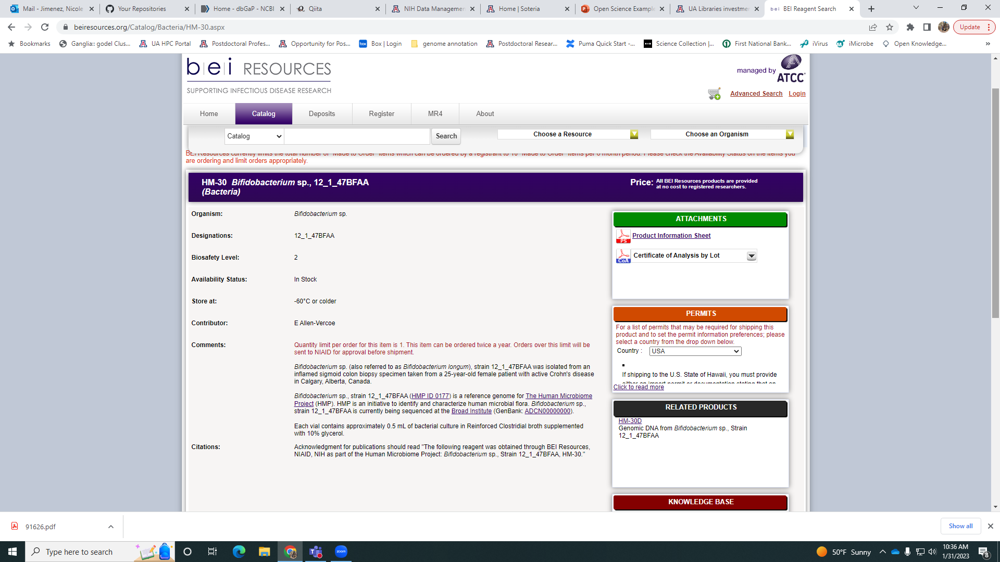 Mail - Jimenez, Nicole
Your Repositories
Home - dbGaP - NCBI
Qiita
NIH Data Managemen
Home | Soteria
Open Science Example
UA Libraries investmen
bei BEI Reagent Search
beiresources.org/Catalog/Bacteria/HM-30.aspx
Update
Bookmarks
Ganglia:: godel Clus...
UA HPC Portal
Postdoctoral Profes...
Opportunity for Pos...
box Box | Login
genome annotation
Postdoctoral Resear...
Puma Quick Start -...
Science Collection |...
First National Bank...
iVirus
iMicrobe
Open Knowledge...
»
b|e|i RESOURCES
SUPPORTING INFECTIOUS DISEASE RESEARCH
managed by
ATCC
Advanced Search Login
Home Catalog Deposits Register MR4 About
Catalog Search Choose a Resource Choose an Organism
BEI Resources currently limits the total number of "Made to Order" items which can be ordered by a registrant to 10 "Made to Order" items per 6 month period. Please check the Availability Status on the items you
are ordering and limit orders appropriately.
HM-30 Bifidobacterium sp., 12_1_47BFAA
(Bacteria)
Price: All BEI Resources products are provided
at no cost to registered researchers.
Organism: Bifidobacterium sp.
Designations: 12_1_47BFAA
Biosafety Level: 2
Availability Status: In Stock
Store at: -60°C or colder
Contributor: E Allen-Vercoe
Comments: Quantity limit per order for this item is 1. This item can be ordered twice a year. Orders over this limit will be
sent to NIAID for approval before shipment.
Bifidobacterium sp. (also referred to as Bifidobacterium longum), strain 12_1_47BFAA was isolated from an
inflamed sigmoid colon biopsy specimen taken from a 25-year-old female patient with active Crohn's disease
in Calgary, Alberta, Canada.
Bifidobacterium sp., strain 12_1_47BFAA (HMP ID 0177) is a reference genome for The Human Microbiome
Project (HMP). HMP is an initiative to identify and characterize human microbial flora. Bifidobacterium sp.,
strain 12_1_47BFAA is currently being sequenced at the Broad Institute (GenBank: ADCN00000000).
Each vial contains approximately 0.5 mL of bacterial culture in Reinforced Clostridial broth supplemented
with 10% glycerol.
Citations: Acknowledgment for publications should read "The following reagent was obtained through BEI Resources,
NIAID, NIH as part of the Human Microbiome Project: Bifidobacterium sp., Strain 12_1_47BFAA, HM-30."
ATTACHMENTS
PS Product Information Sheet
CoA Certificate of Analysis by Lot
PERMITS
For a list of permits that may be required for shipping this
product and to set the permit information preferences; please
select a country from the drop down below.
Country : USA
If shipping to the U.S. State of Hawaii, you must provide
either an import permit or documentation stating that an
Click to read more
RELATED PRODUCTS
HM-30D
Genomic DNA from Bifidobacterium sp., Strain
12_1_47BFAA
KNOWLEDGE BASE
91626.pdf
Show all
Type here to search
zoom
50°F Sunny
10:36 AM
1/31/2023
8